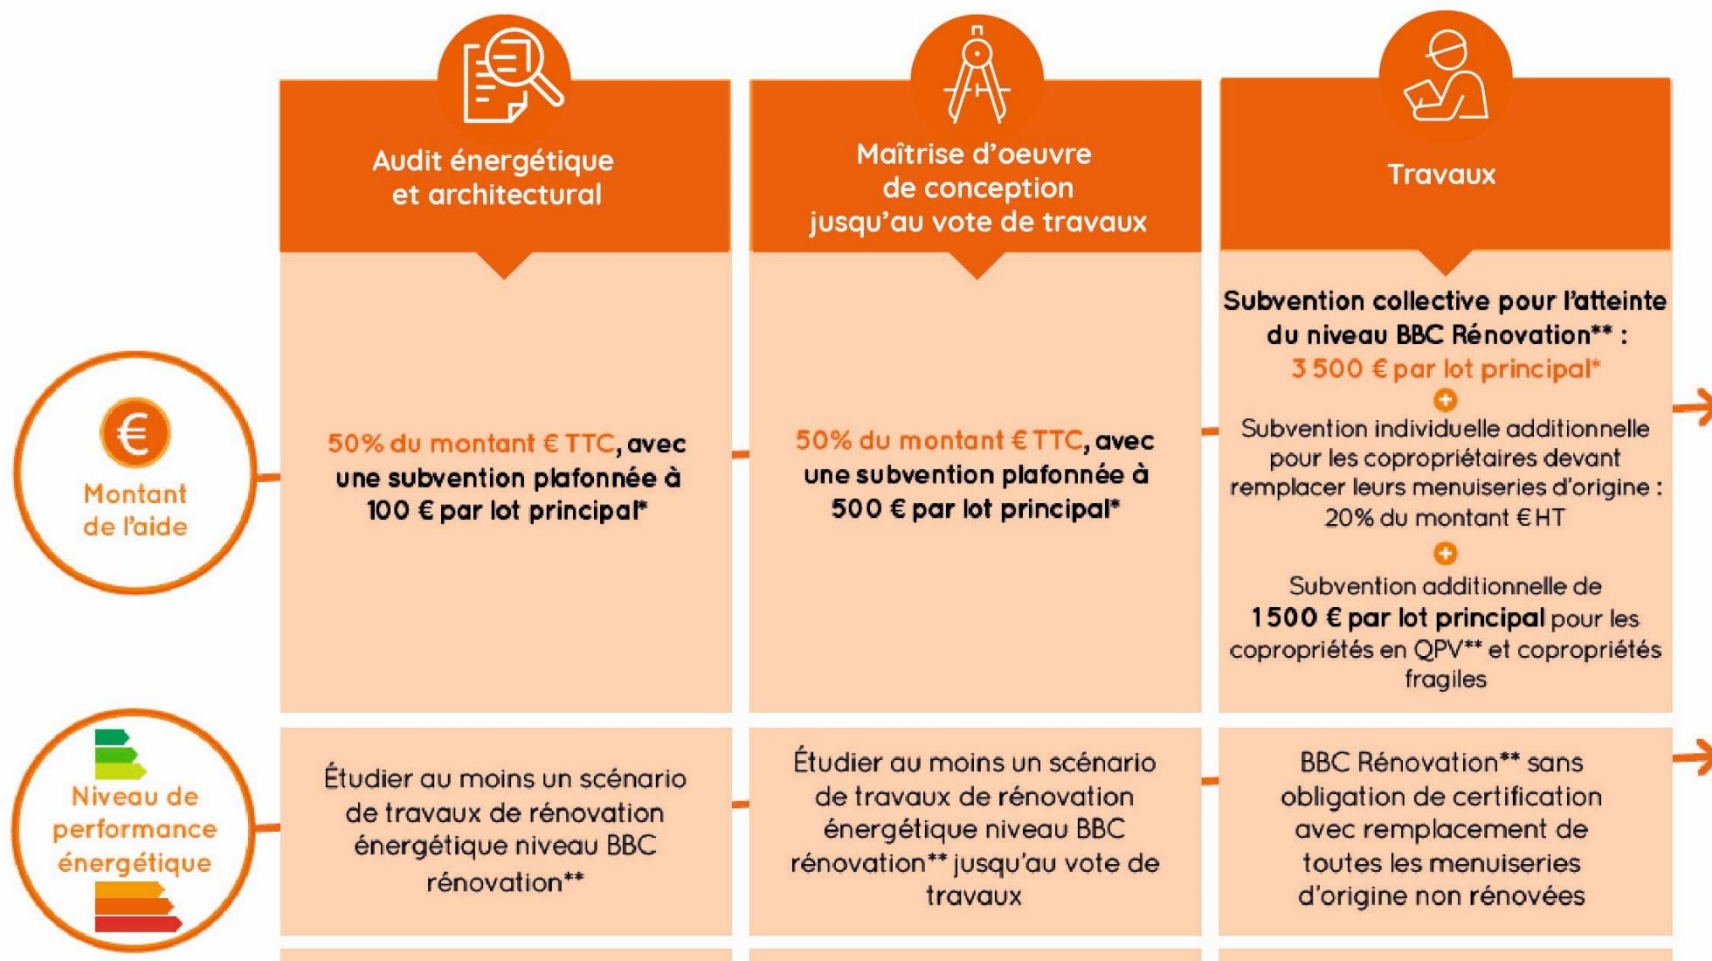 Audit énergétique
et architectural
Maîtrise d'oeuvre
de conception
jusqu'au vote de travaux
Travaux
€
Montant
de l'aide
50% du montant € TTC, avec
une subvention plafonnée à
100 € par lot principal*
50% du montant € TTC, avec
une subvention plafonnée à
500 € par lot principal*
Subvention collective pour l'atteinte
du niveau BBC Rénovation** :
3 500 € par lot principal*
+
Subvention individuelle additionnelle
pour les copropriétaires devant
remplacer leurs menuiseries d'origine :
20% du montant € HT
+
Subvention additionnelle de
1 500 € par lot principal pour les
copropriétés en QPV** et copropriétés
fragiles
Niveau de
performance
énergétique
Étudier au moins un scénario
de travaux de rénovation
énergétique niveau BBC
rénovation**
Étudier au moins un scénario
de travaux de rénovation
énergétique niveau BBC
rénovation** jusqu'au vote de
travaux
BBC Rénovation** sans
obligation de certification
avec remplacement de
toutes les menuiseries
d'origine non rénovées